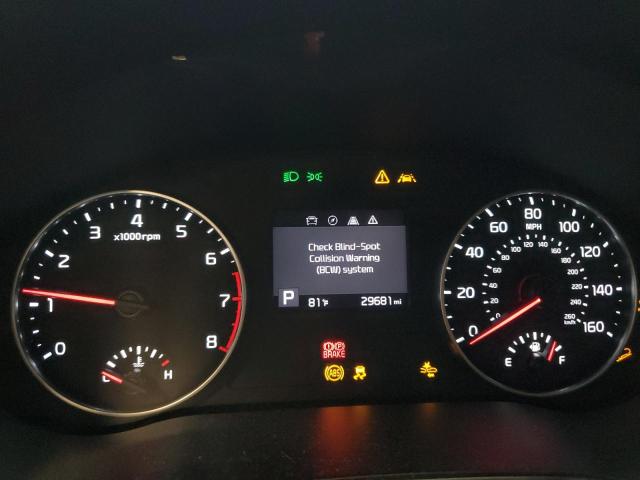 4
3 5
x1000rpm
2 6
1 7
0 8
L H
Check Blind-Spot
Collision Warning
(BCW) system
P 81°F 29681 mi
BRAKE
ABS
80
60 MPH 100
40 120
20 140
0 160
km/h
E F